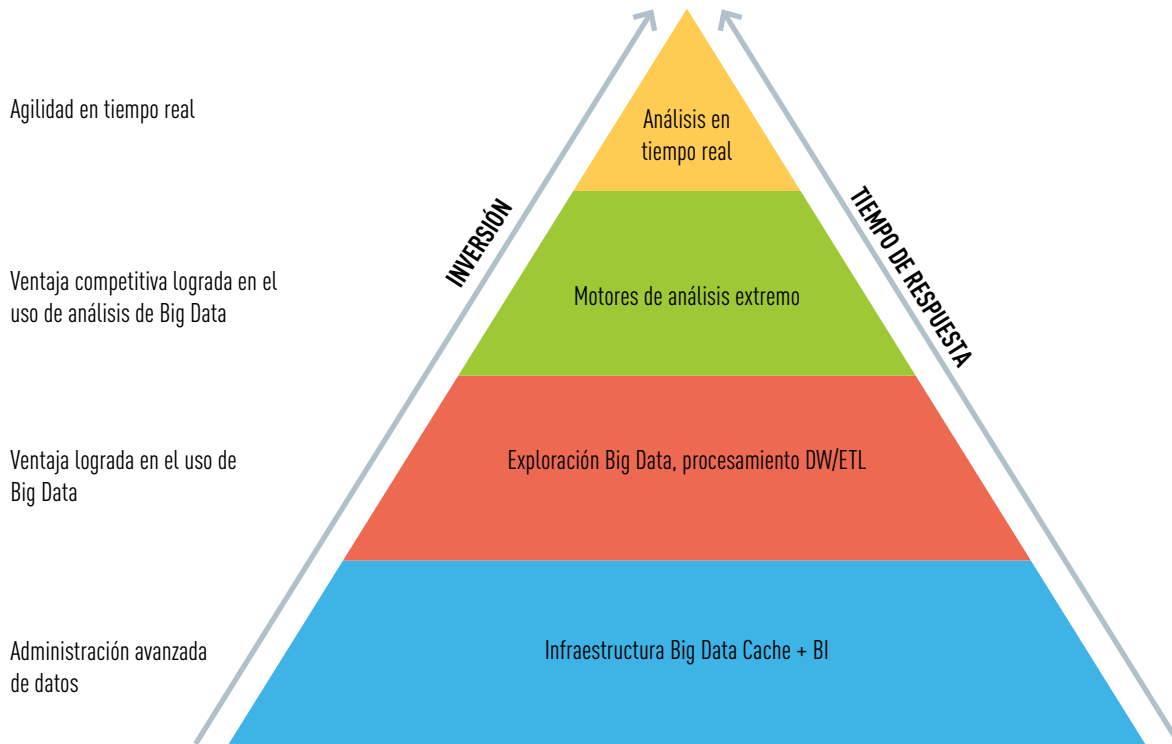 Agilidad en tiempo real
Análisis en
tiempo real
INVERSIÓN
TIEMPO DE RESPUESTA
Ventaja competitiva lograda en el
uso de análisis de Big Data
Motores de análisis extremo
Ventaja lograda en el uso de
Big Data
Exploración Big Data, procesamiento DW/ETL
Administración avanzada
de datos
Infraestructura Big Data Cache + BI